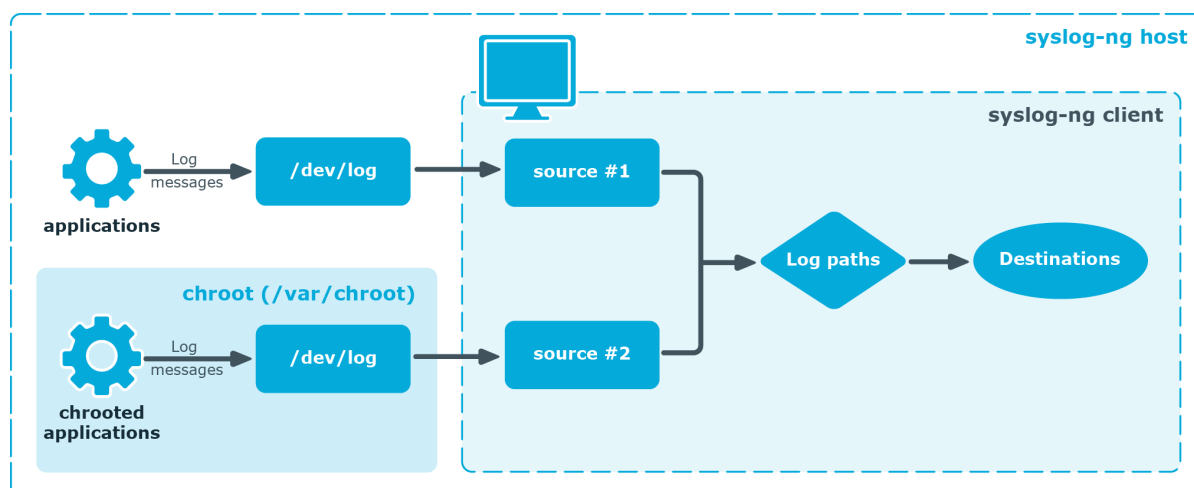 syslog-ng host
syslog-ng client
Log
messages
/dev/log
source #1
applications
Log paths
Destinations
chroot (/var/chroot)
Log
messages
/dev/log
source #2
chrooted
applications